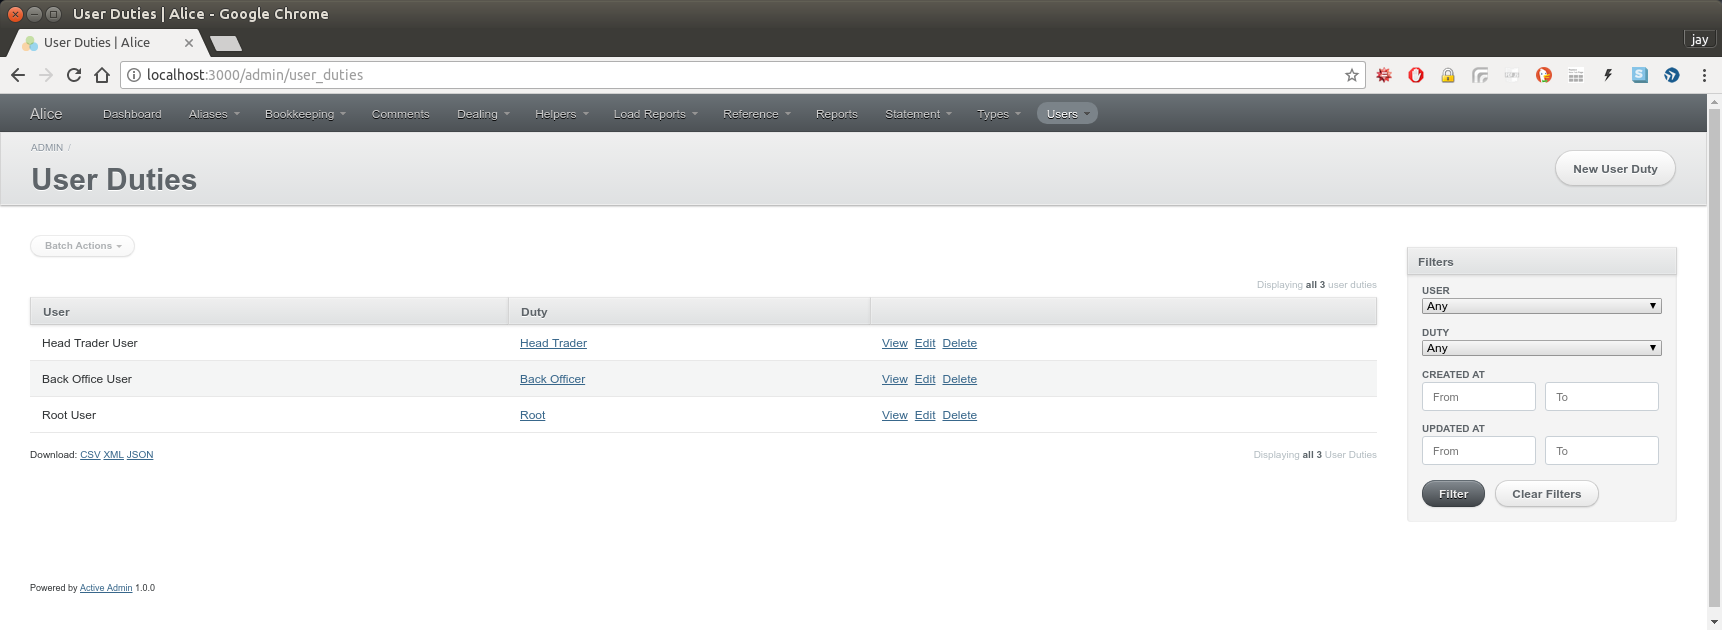 User Duties | Alice - Google Chrome
User Duties | Alice
jay
localhost:3000/admin/user_duties
Alice Dashboard Aliases Bookkeeping Comments Dealing Helpers Load Reports Reference Reports Statement Types Users
ADMIN /
User Duties
New User Duty
Batch Actions
Displaying all 3 user duties
User Duty
Head Trader User Head Trader View Edit Delete
Back Office User Back Officer View Edit Delete
Root User Root View Edit Delete
Download: CSV XML JSON
Displaying all 3 User Duties
Filters
USER
Any
DUTY
Any
CREATED AT
From To
UPDATED AT
From To
Filter Clear Filters
Powered by Active Admin 1.0.0